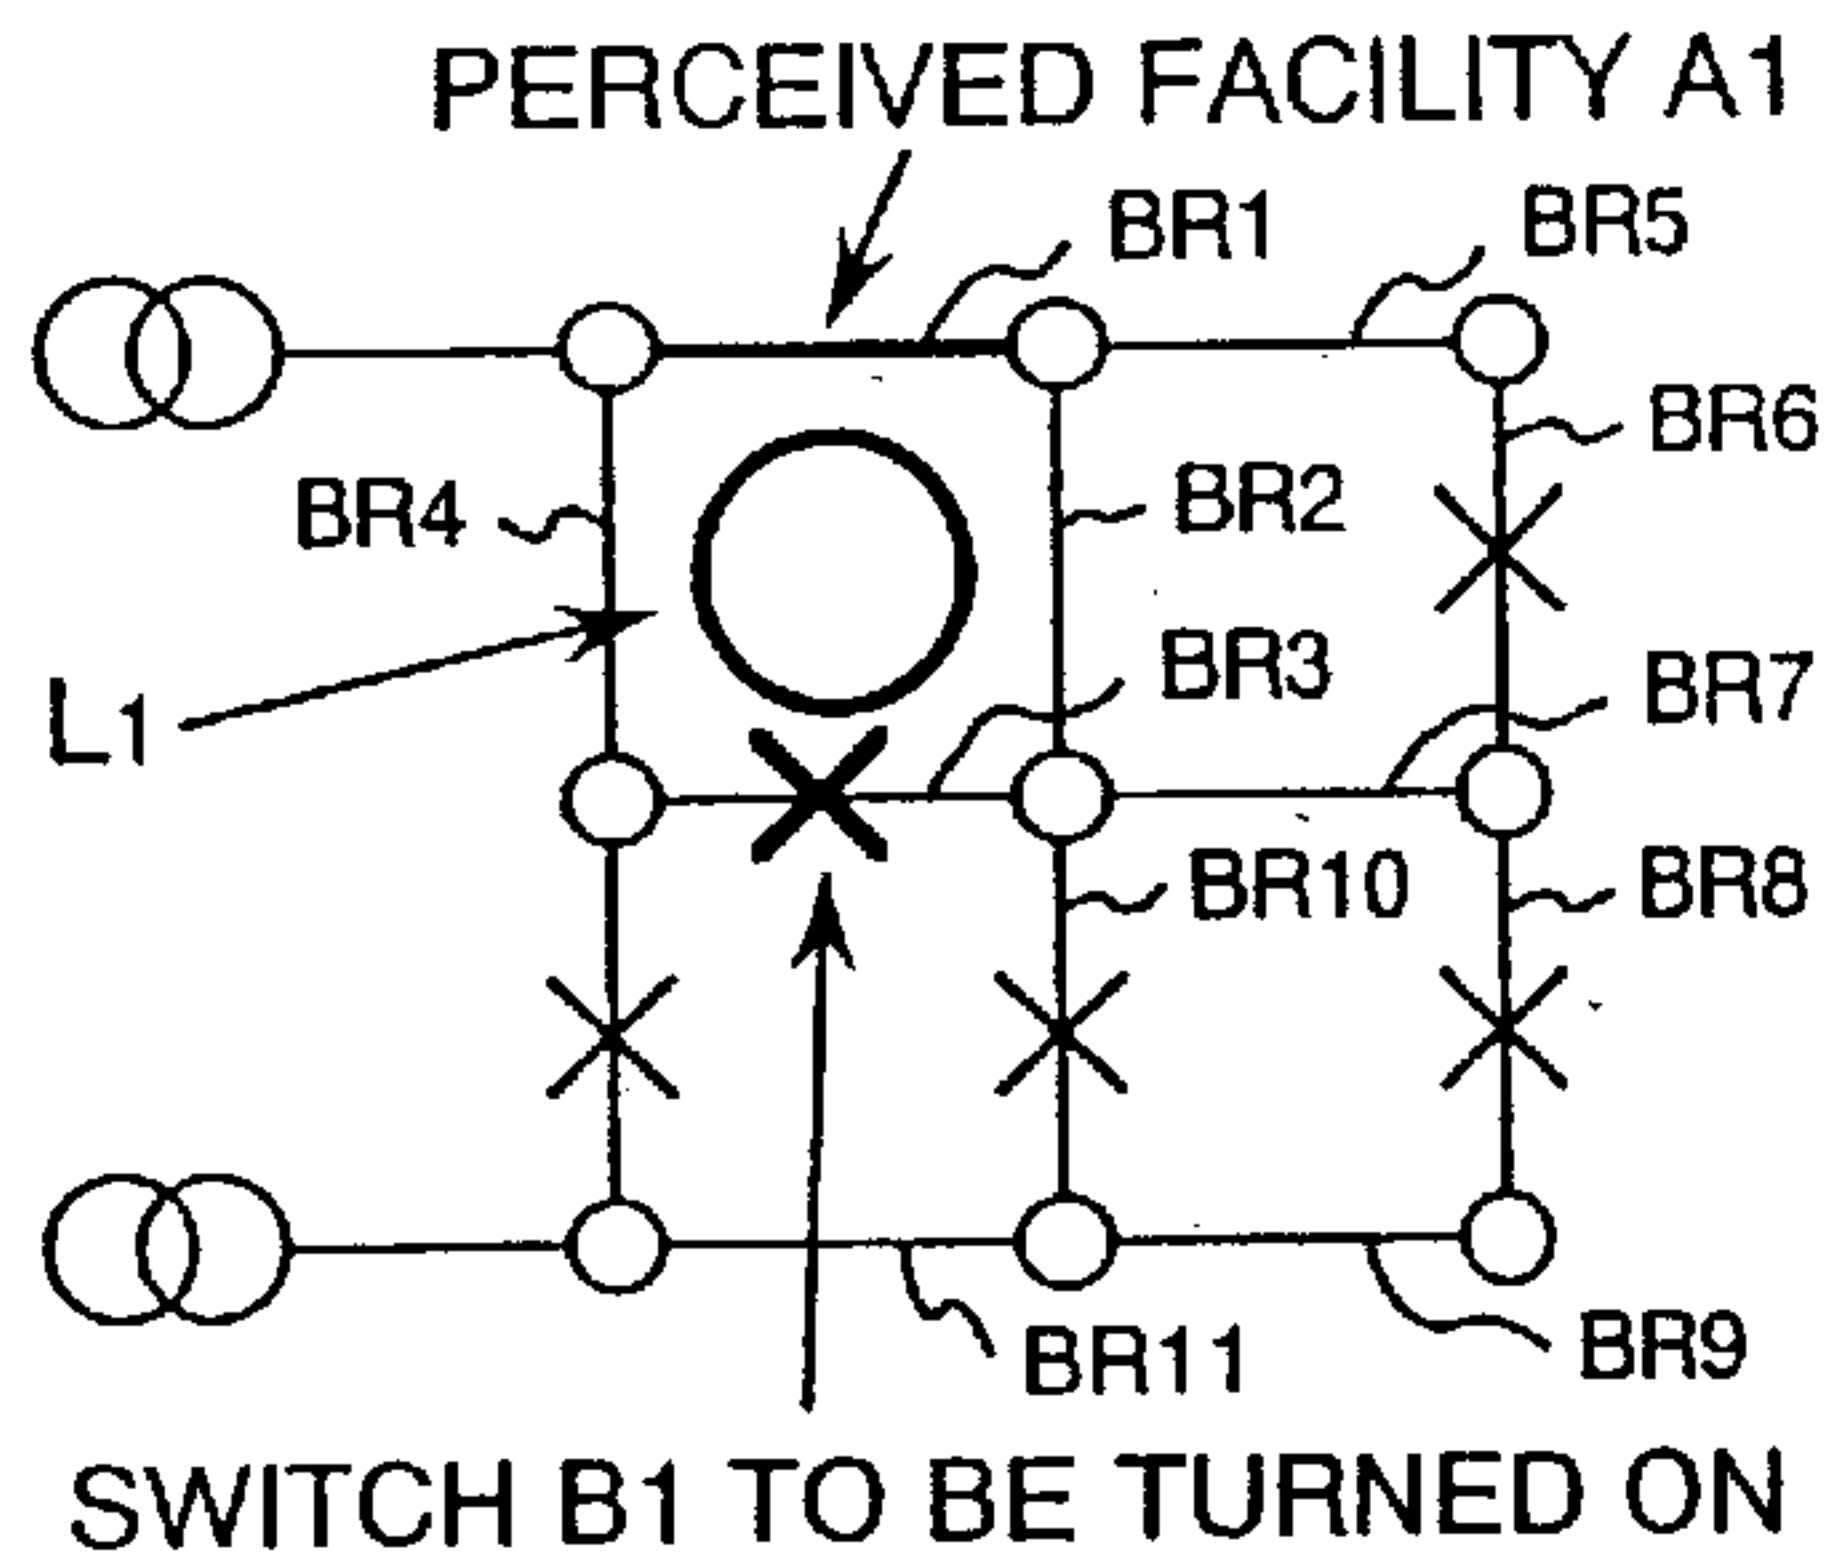 PERCEIVED FACILITY A1
BR1
BR5
BR6
BR4
BR2
BR3
BR7
L1
BR10
BR8
BR11
BR9
SWITCH B1 TO BE TURNED ON